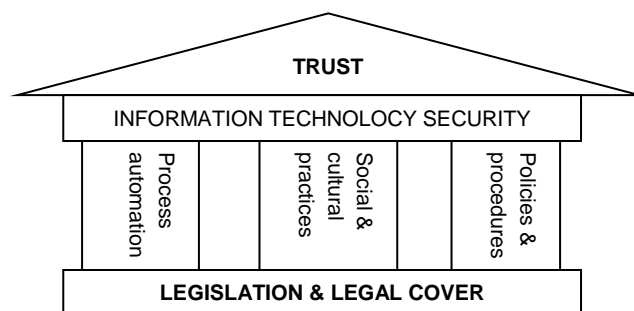 TRUST
INFORMATION TECHNOLOGY SECURITY
Process
automation
Social &
cultural
practices
Policies &
procedures
LEGISLATION & LEGAL COVER